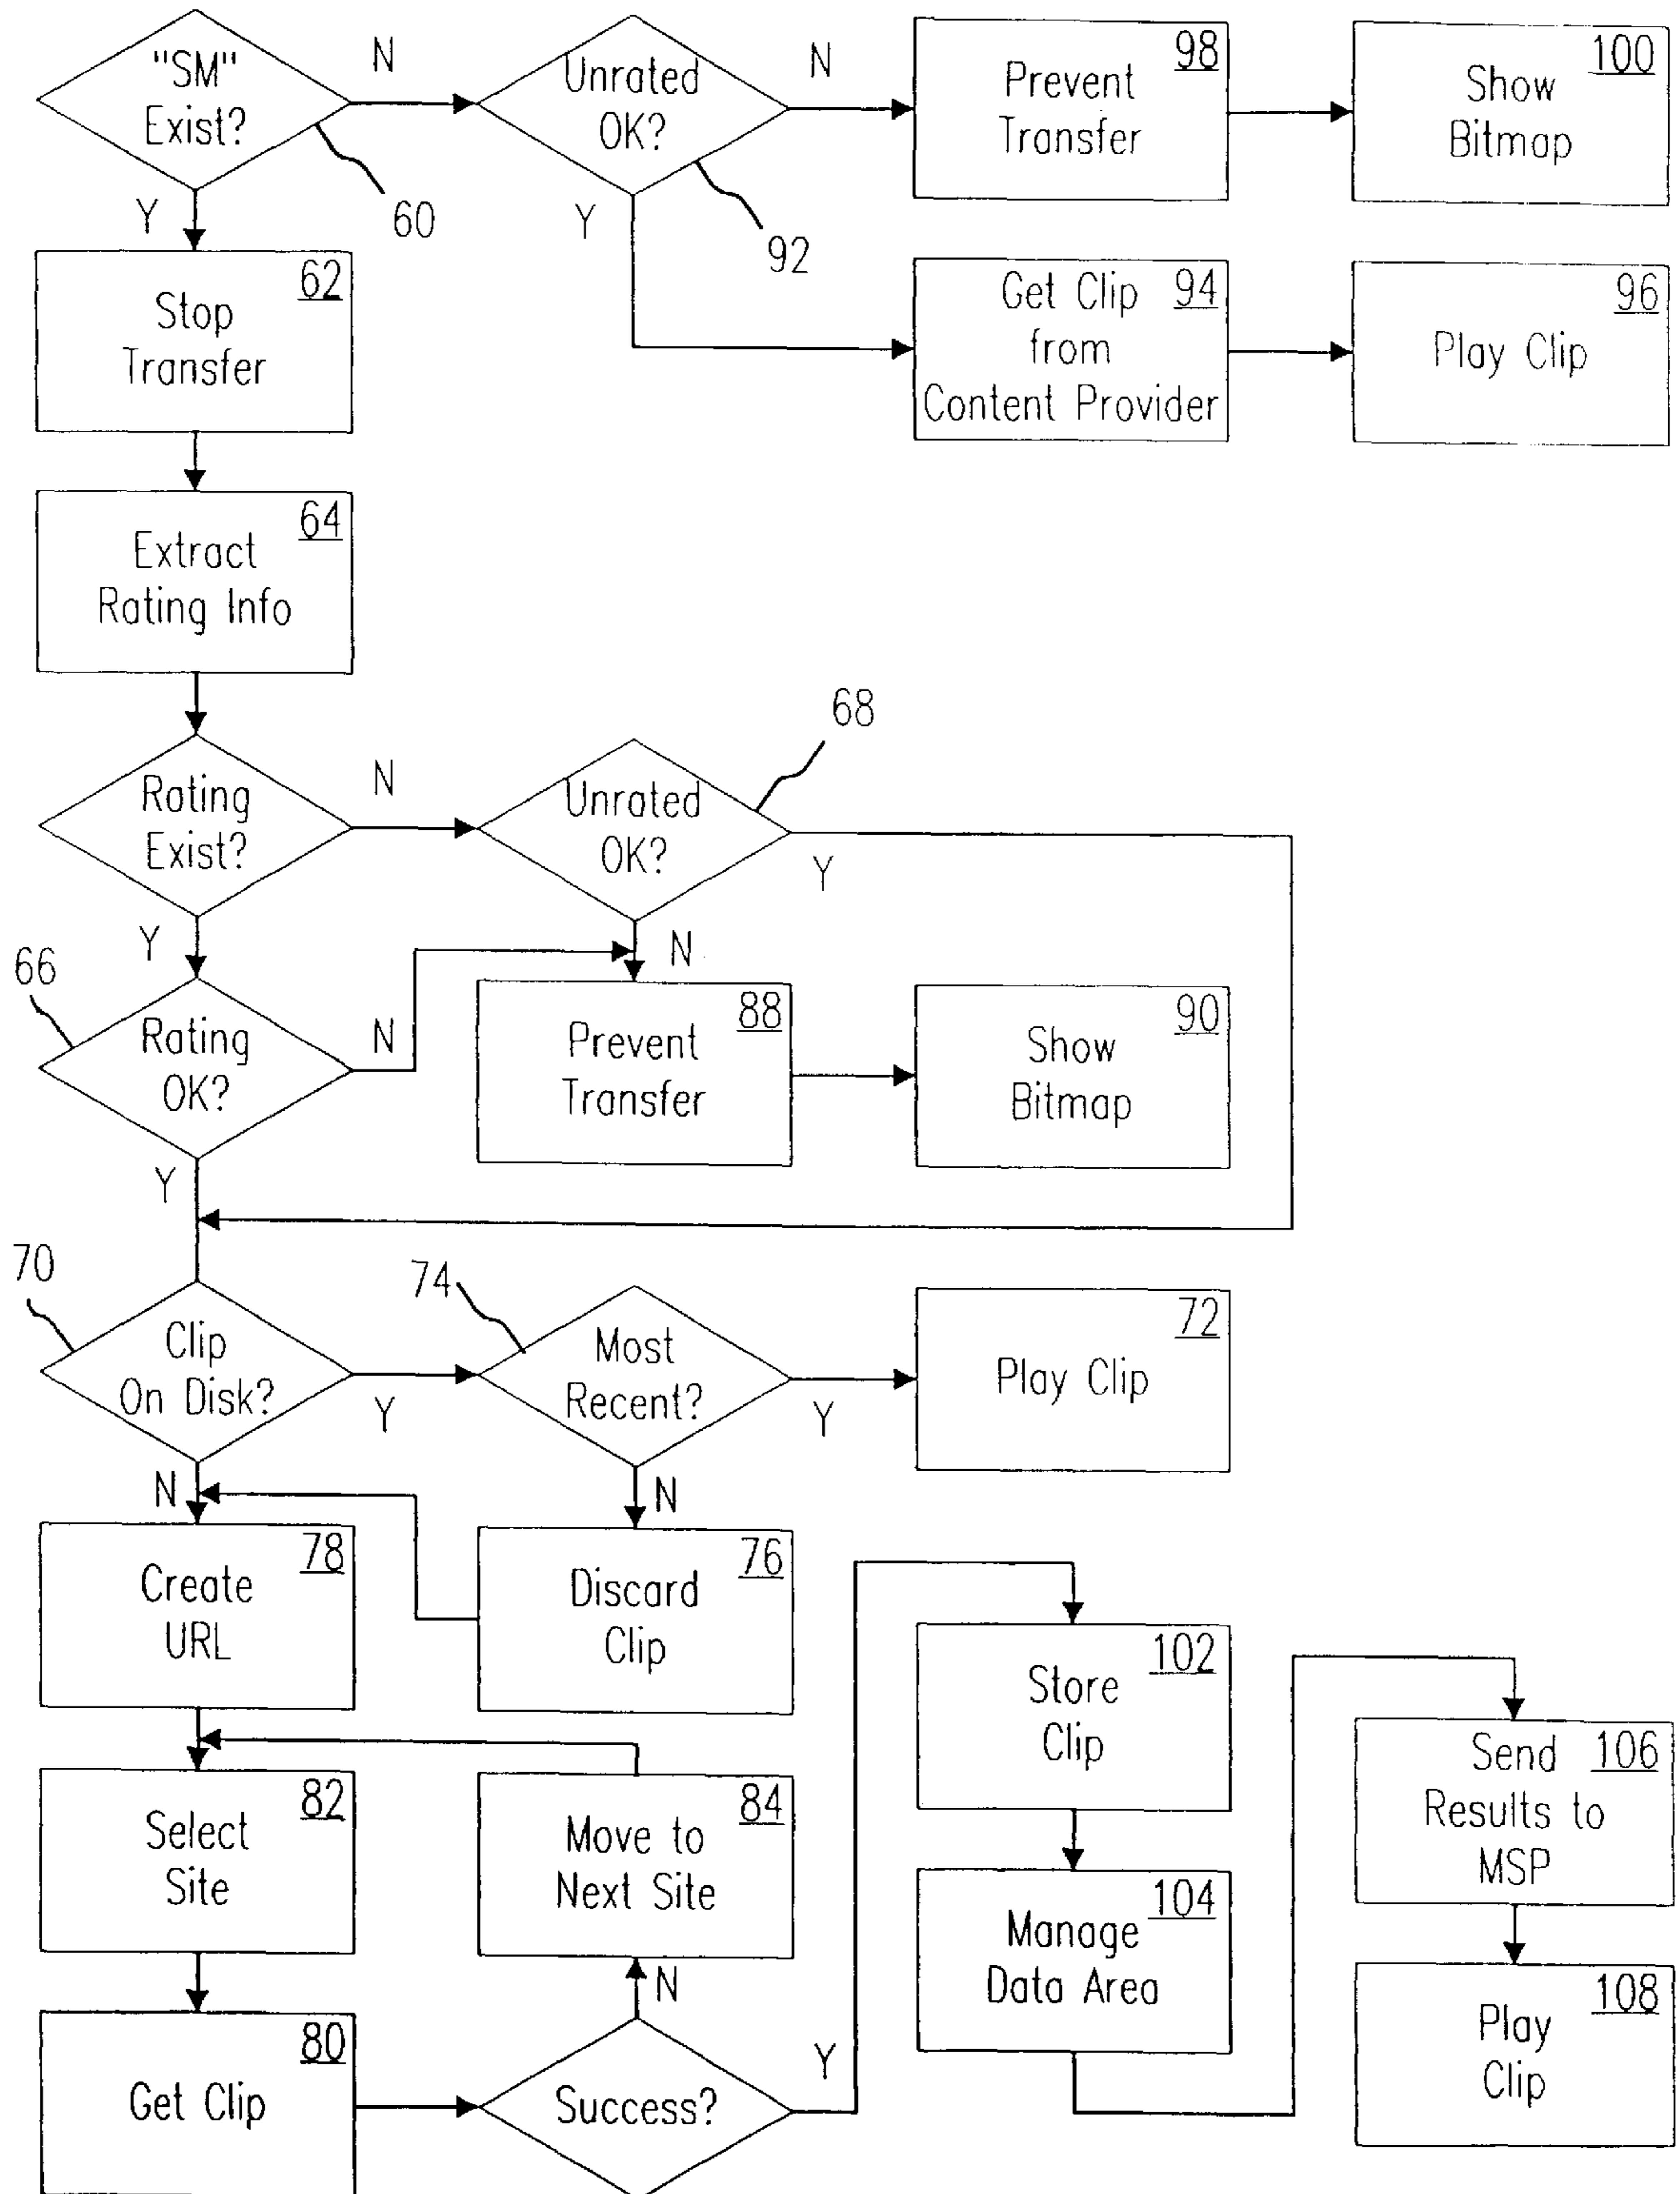 "SM"
Exist?
N
Y
60
Unrated
OK?
N
Y
92
98
Prevent
Transfer
100
Show
Bitmap
62
Stop
Transfer
Get Clip 94
from
Content Provider
96
Play Clip
64
Extract
Rating Info
Rating
Exist?
N
Y
68
Unrated
OK?
Y
N
66
Rating
OK?
N
Y
88
Prevent
Transfer
90
Show
Bitmap
70
Clip
On Disk?
Y
N
74
Most
Recent?
Y
N
72
Play Clip
78
Create
URL
76
Discard
Clip
82
Select
Site
84
Move to
Next Site
80
Get Clip
Success?
N
Y
102
Store
Clip
104
Manage
Data Area
Send 106
Results to
MSP
108
Play
Clip